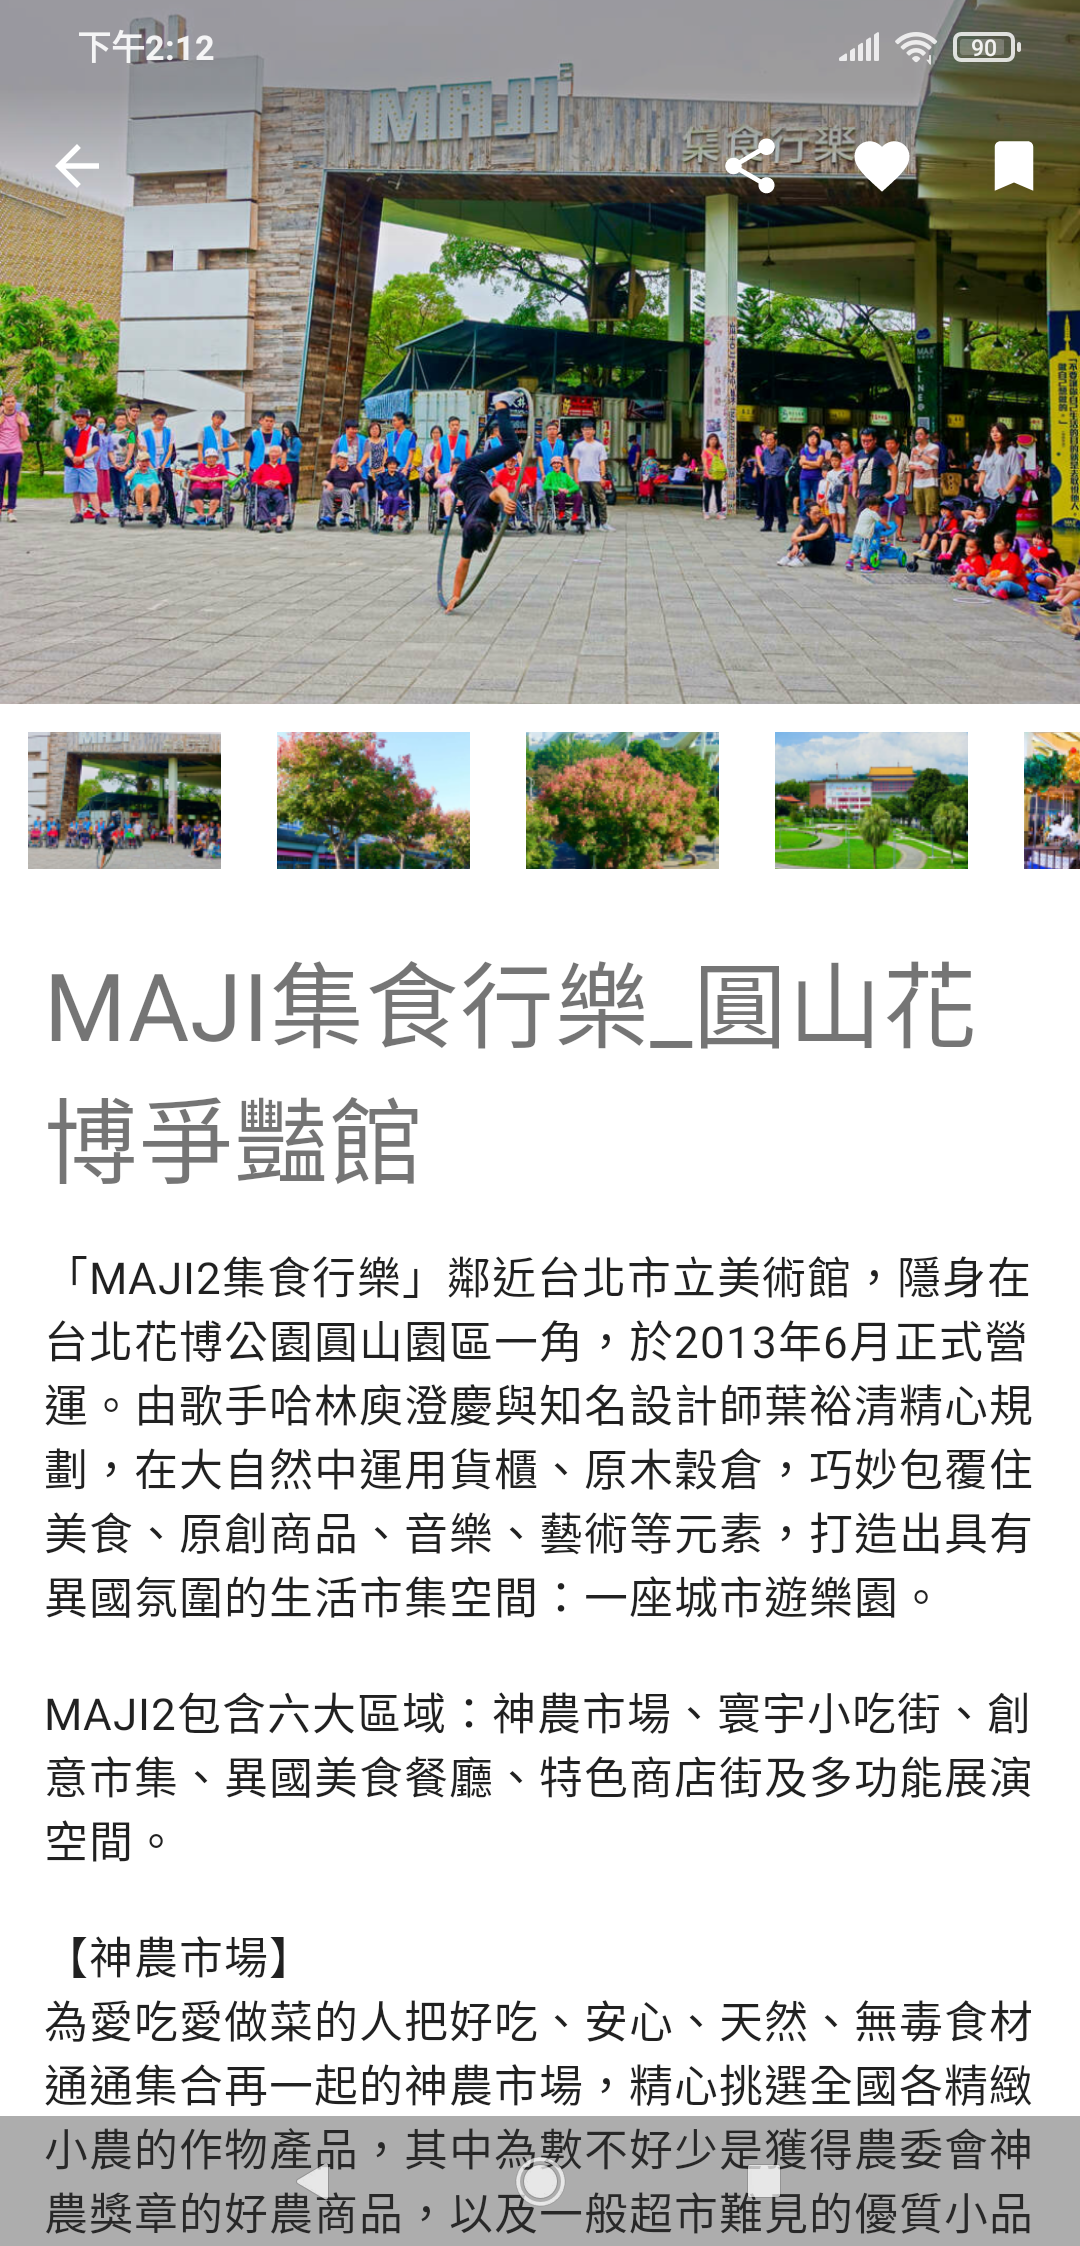 下午2:12
90
MAJI²
集食行樂
MAJI集食行樂_圓山花
博爭豔館
「MAJI2集食行樂」鄰近台北市立美術館，隱身在
台北花博公園圓山園區一角，於2013年6月正式營
運。由歌手哈林庾澄慶與知名設計師葉裕清精心規
劃，在大自然中運用貨櫃、原木穀倉，巧妙包覆住
美食、原創商品、音樂、藝術等元素，打造出具有
異國氛圍的生活市集空間：一座城市遊樂園。
MAJI2包含六大區域：神農市場、寰宇小吃街、創
意市集、異國美食餐廳、特色商店街及多功能展演
空間。
【神農市場】
為愛吃愛做菜的人把好吃、安心、天然、無毒食材
通通集合再一起的神農市場，精心挑選全國各精緻
小農的作物產品，其中為數不好少是獲得農委會神
農獎章的好農商品，以及一般超市難見的優質小品